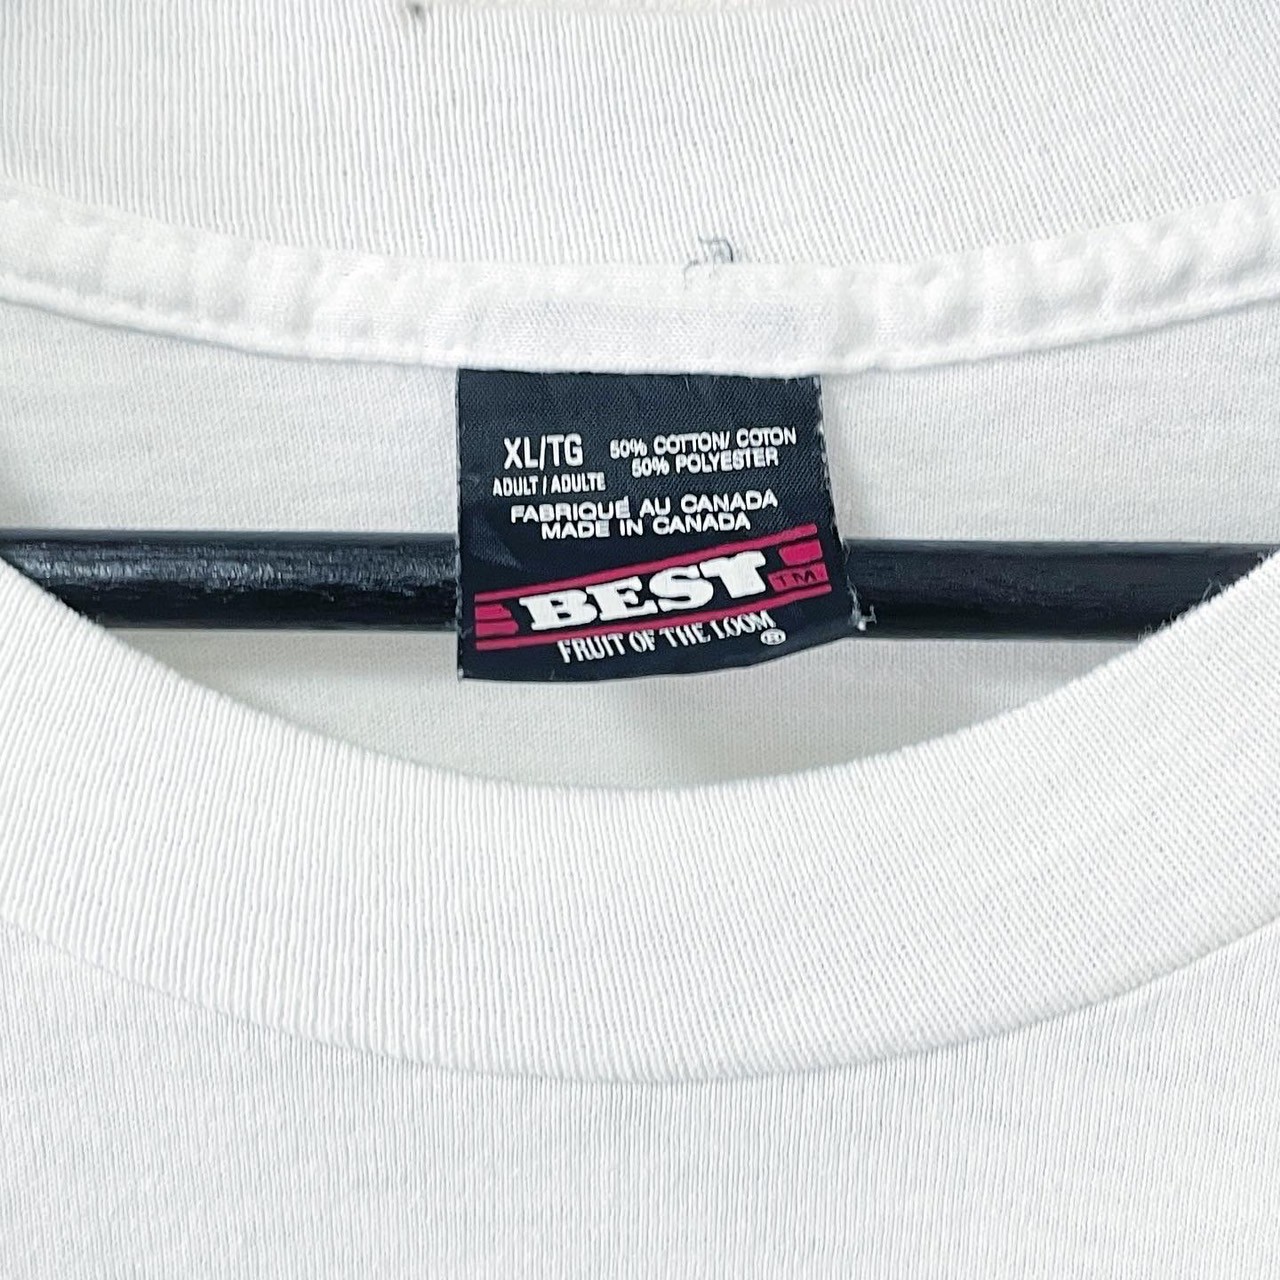 XL/TG
ADULT / ADULTE
50% COTTON/ COTON
50% POLYESTER
FABRIQUÉ AU CANADA
MADE IN CANADA
BEST TM
FRUIT OF THE LOOM ®